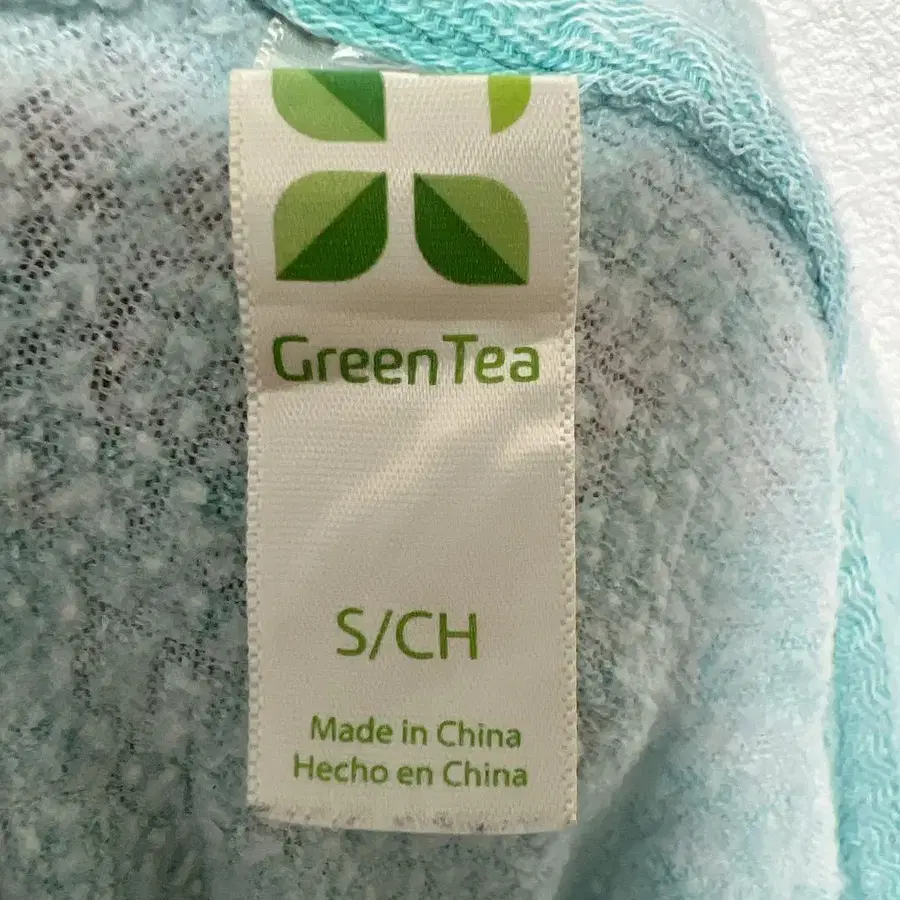 GreenTea
S/CH
Made in China
Hecho en China